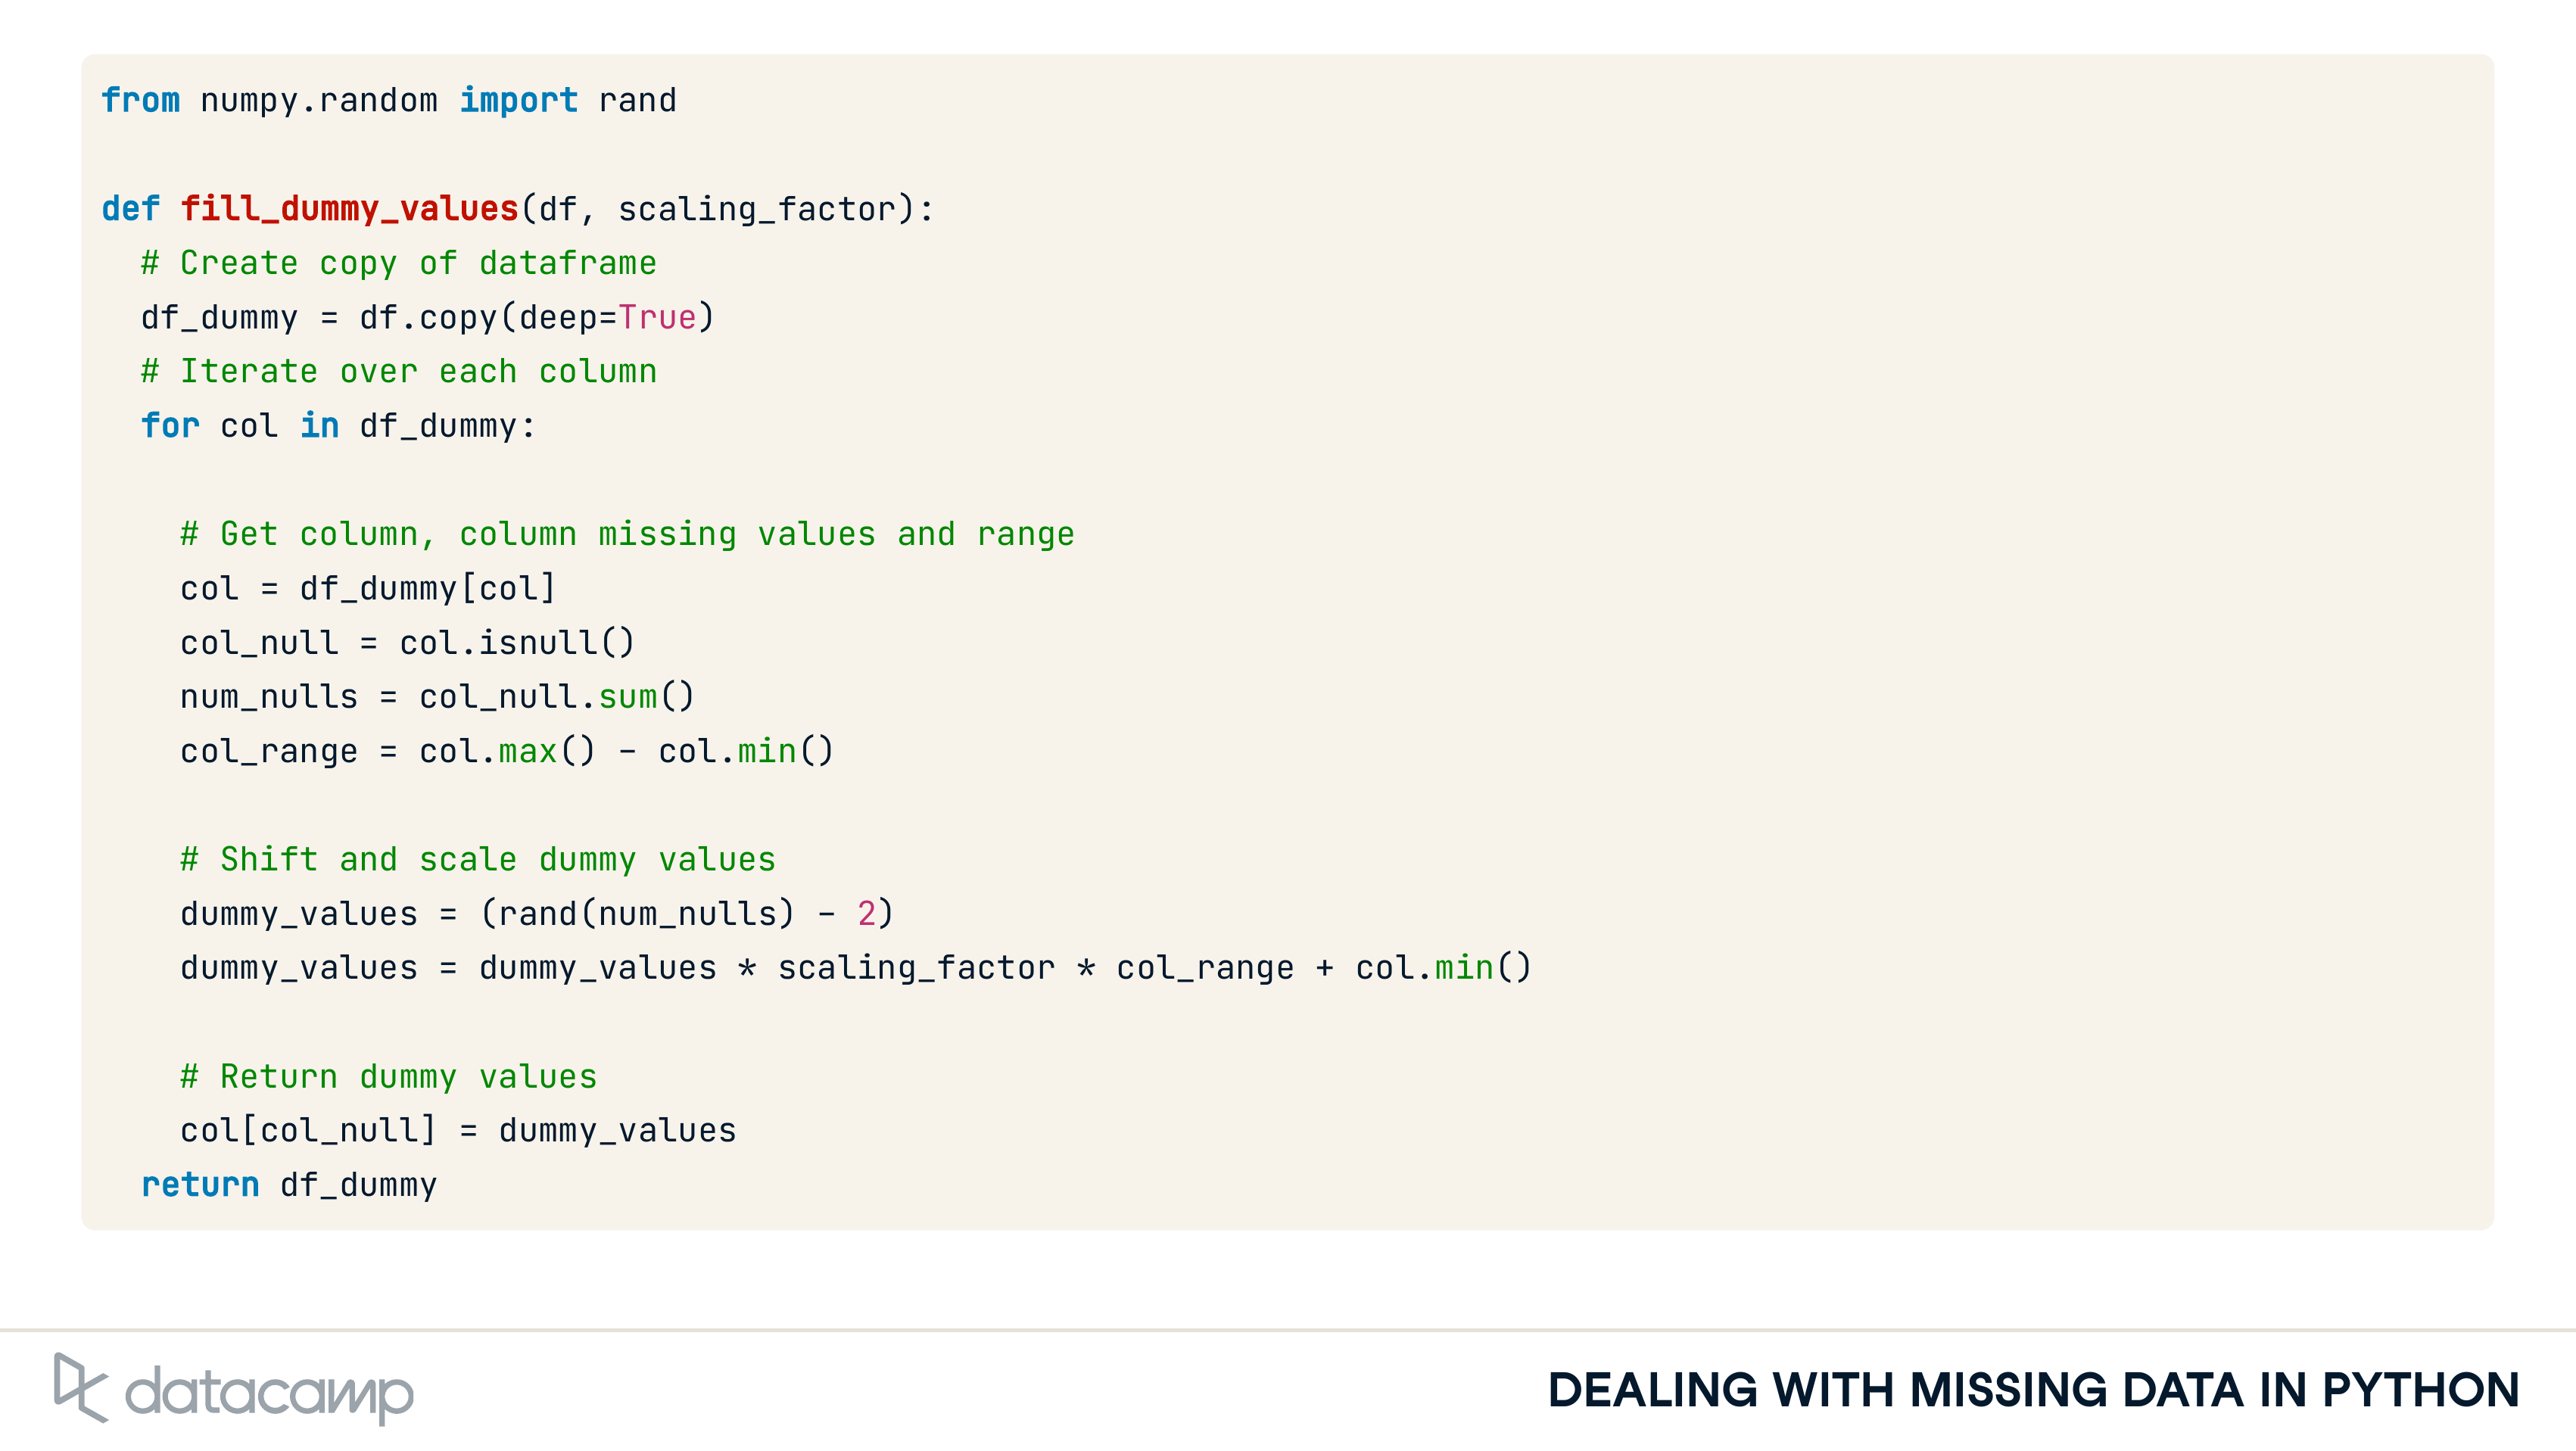 from numpy.random import rand
def fill_dummy_values(df, scaling_factor):
# Create copy of dataframe
df_dummy = df.copy(deep=True)
# Iterate over each column
for col in df_dummy:
# Get column, column missing values and range
col = df_dummy[col]
col_null = col.isnull()
num_nulls = col_null.sum()
col_range = col.max() - col.min()
# Shift and scale dummy values
dummy_values = (rand(num_nulls) - 2)
dummy_values = dummy_values * scaling_factor * col_range + col.min()
# Return dummy values
col[col_null] = dummy_values
return df_dummy
datacamp
DEALING WITH MISSING DATA IN PYTHON